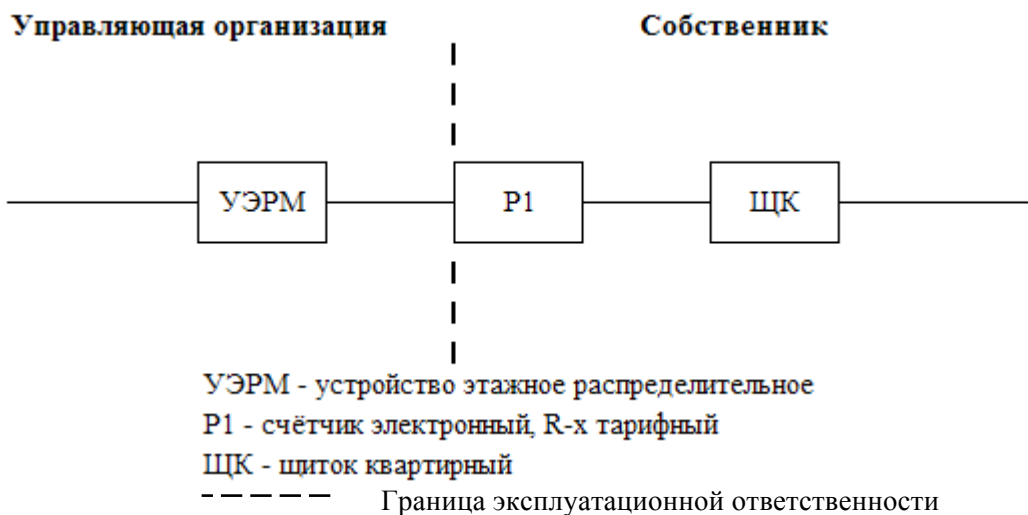 Управляющая организация Собственник
УЭРМ Р1 ЩК
УЭРМ - устройство этажное распределительное
Р1 - счётчик электронный, R-х тарифный
ЩК - щиток квартирный
Граница эксплуатационной ответственности